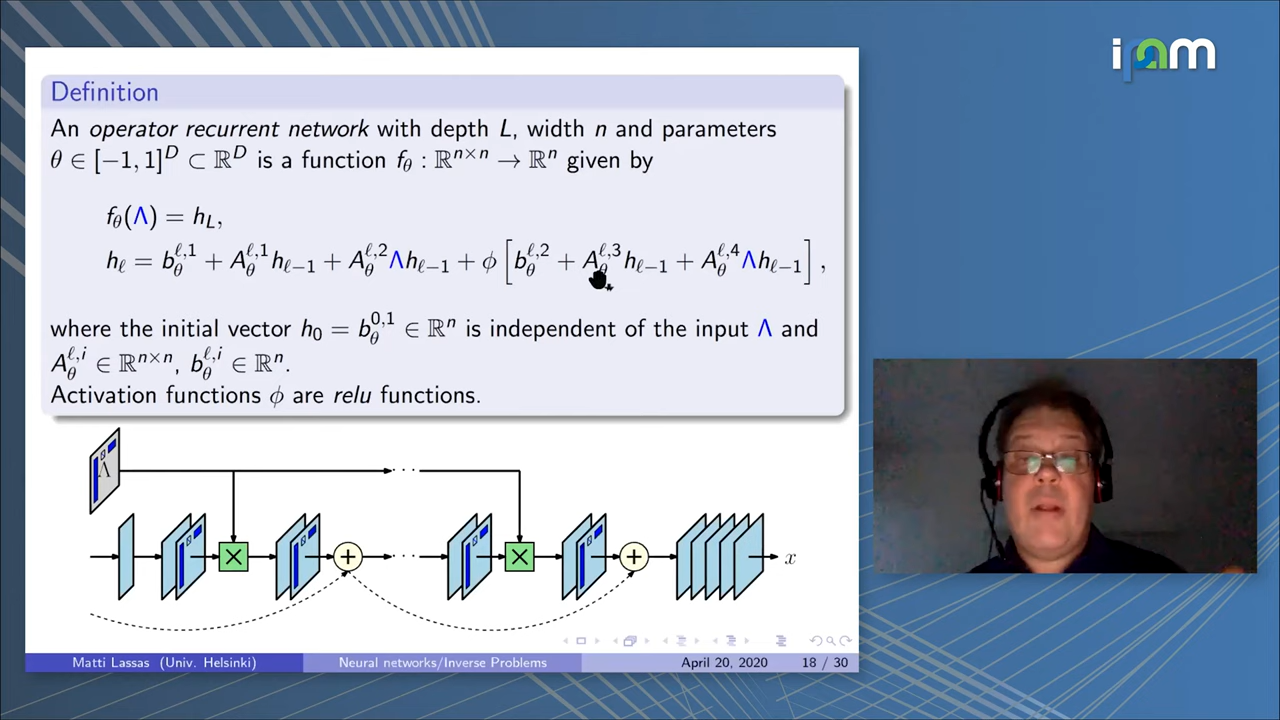 ipam
Definition
An operator recurrent network with depth L, width n and parameters
θ ∈ [−1, 1]^D ⊂ ℝ^D is a function f_θ : ℝ^{n×n} → ℝ^n given by
f_θ(Λ) = h_L,
h_ℓ = b_θ^{ℓ,1} + A_θ^{ℓ,1} h_{ℓ−1} + A_θ^{ℓ,2} Λh_{ℓ−1} + ϕ [ b_θ^{ℓ,2} + A_θ^{ℓ,3} h_{ℓ−1} + A_θ^{ℓ,4} Λh_{ℓ−1} ] ,
where the initial vector h_0 = b_θ^{0,1} ∈ ℝ^n is independent of the input Λ and
A_θ^{ℓ,i} ∈ ℝ^{n×n}, b_θ^{ℓ,i} ∈ ℝ^n.
Activation functions ϕ are relu functions.
Λ
···
× + ··· × + x
Matti Lassas (Univ. Helsinki) Neural networks/Inverse Problems April 20, 2020 18 / 30